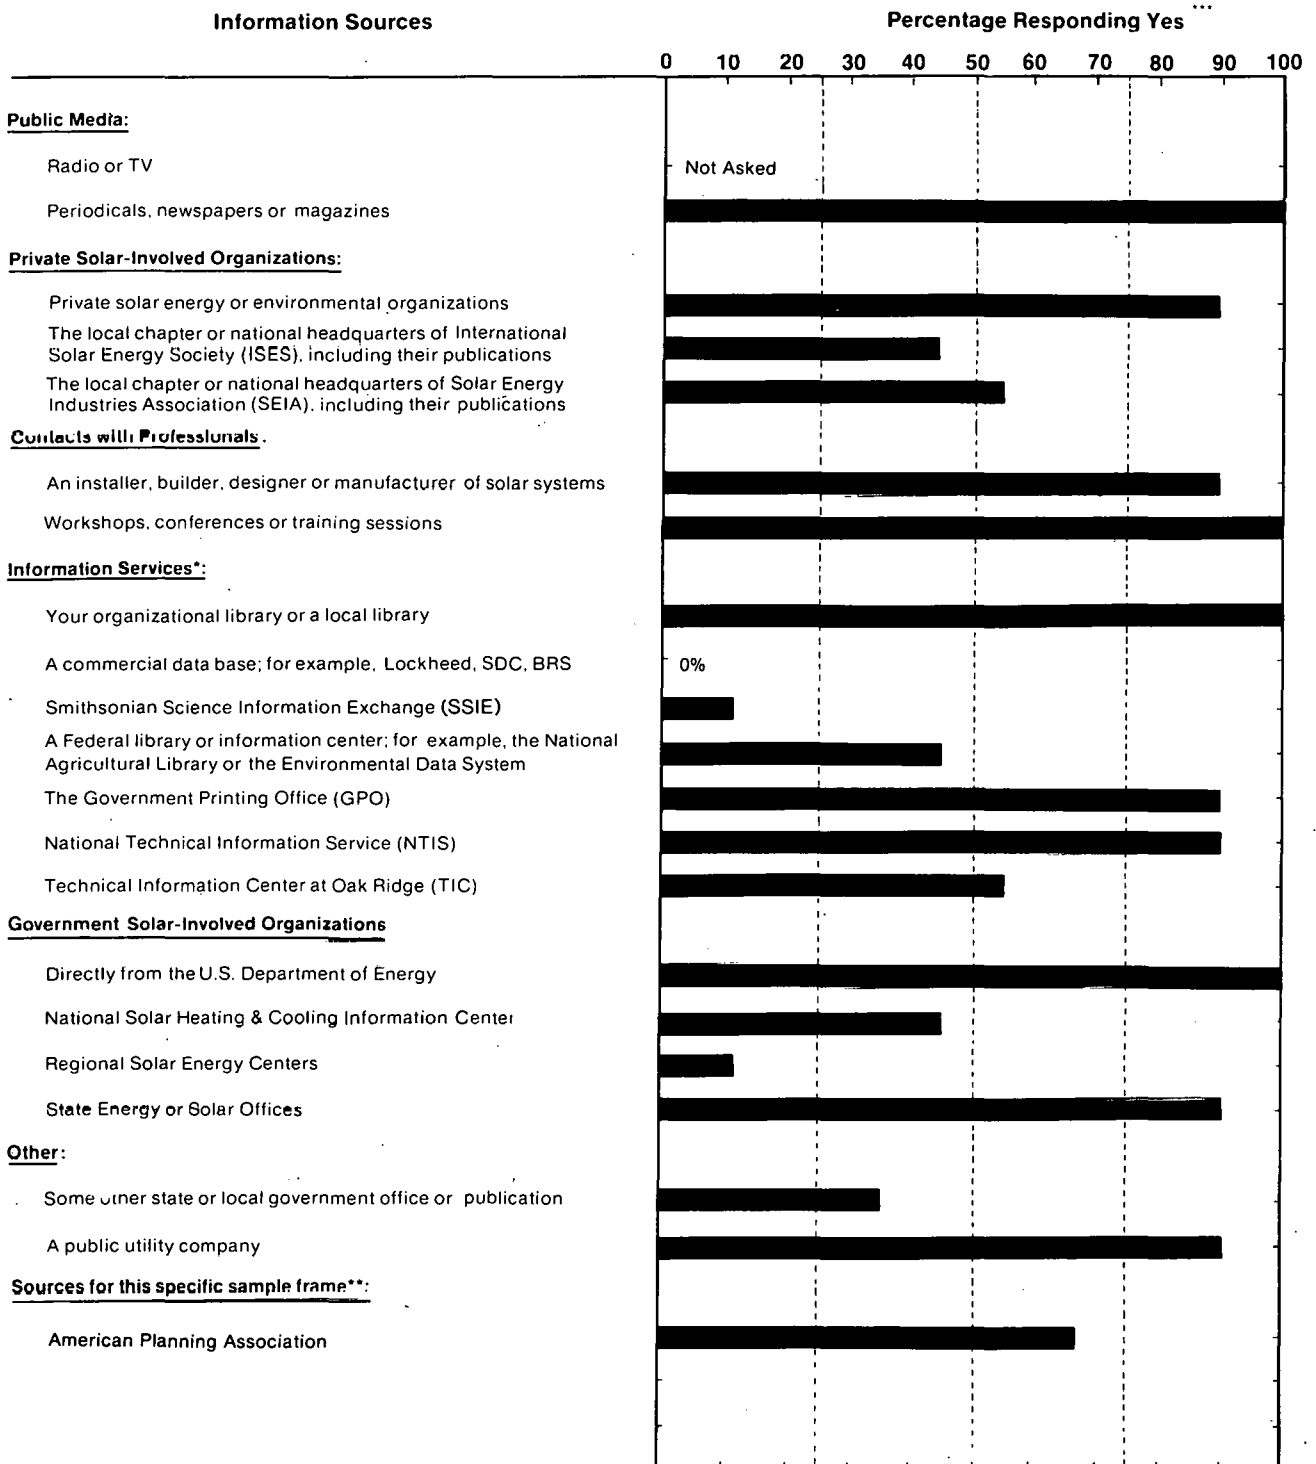 Information Sources
Percentage Responding Yes ***
0 10 20 30 40 50 60 70 80 90 100
Public Media:
Radio or TV
Not Asked
Periodicals, newspapers or magazines
Private Solar-Involved Organizations:
Private solar energy or environmental organizations
The local chapter or national headquarters of International
Solar Energy Society (ISES), including their publications
The local chapter or national headquarters of Solar Energy
Industries Association (SEIA), including their publications
Contacts with Professionals.
An installer, builder, designer or manufacturer of solar systems
Workshops, conferences or training sessions
Information Services*:
Your organizational library or a local library
A commercial data base; for example, Lockheed, SDC, BRS
0%
Smithsonian Science Information Exchange (SSIE)
A Federal library or information center; for example, the National
Agricultural Library or the Environmental Data System
The Government Printing Office (GPO)
National Technical Information Service (NTIS)
Technical Information Center at Oak Ridge (TIC)
Government Solar-Involved Organizations
Directly from the U.S. Department of Energy
National Solar Heating & Cooling Information Center
Regional Solar Energy Centers
State Energy or Solar Offices
Other:
Some other state or local government office or publication
A public utility company
Sources for this specific sample frame**:
American Planning Association